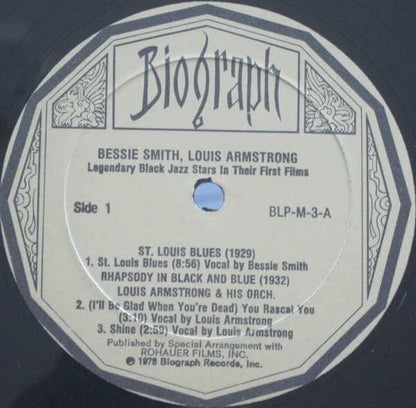 Biograph
BESSIE SMITH, LOUIS ARMSTRONG
Legendary Black Jazz Stars In Their First Films
Side 1
BLP-M-3-A
ST. LOUIS BLUES (1929)
1. St. Louis Blues (8:56) Vocal by Bessie Smith
RHAPSODY IN BLACK AND BLUE (1932)
LOUIS ARMSTRONG & HIS ORCH.
2. (I'll Be Glad When You're Dead) You Rascal You
(3:10) Vocal by Louis Armstrong
3. Shine (2:59) Vocal by Louis Armstrong
Published by Special Arrangement with
ROHAUER FILMS, INC.
℗ 1978 Biograph Records, Inc.